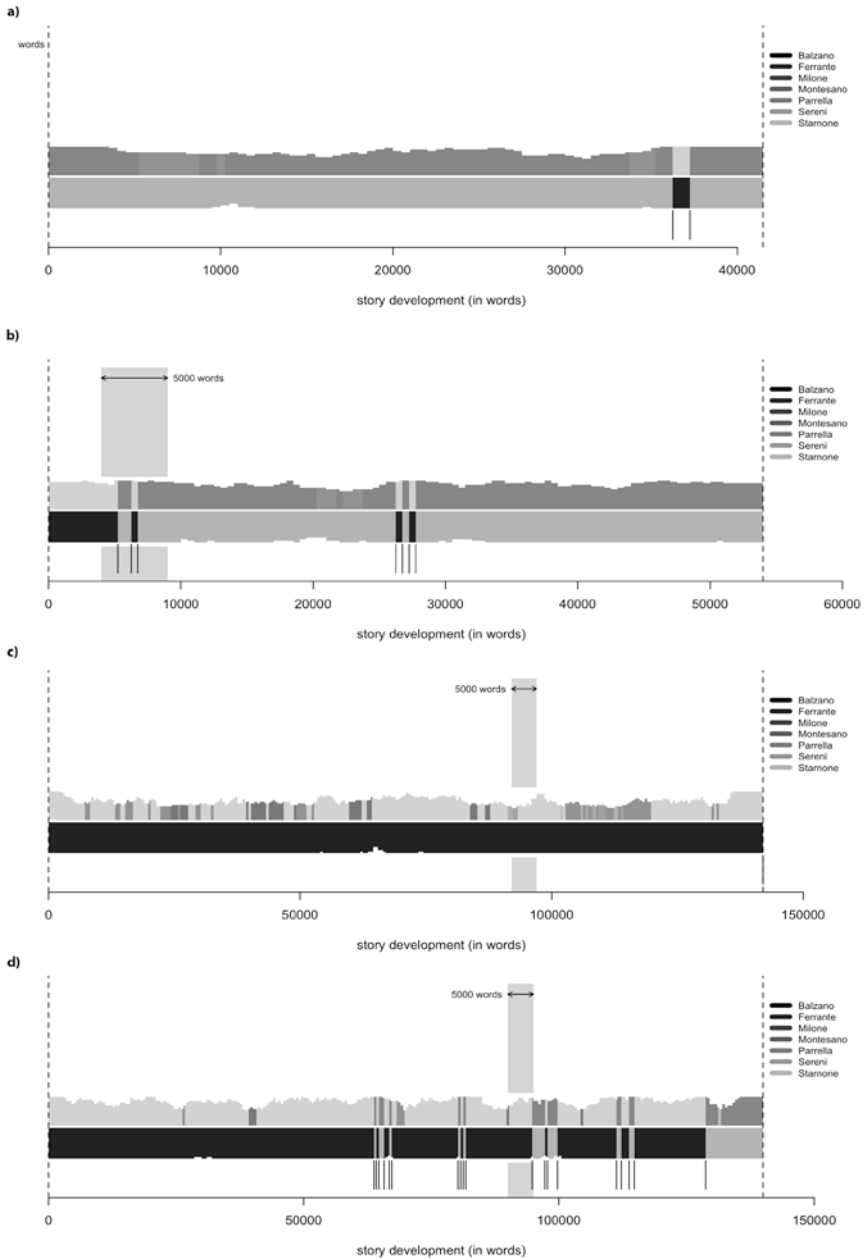 a)
words
Balzano
Ferrante
Milone
Montesano
Parrella
Sereni
Starnone
0 10000 20000 30000 40000
story development (in words)
b)
5000 words
Balzano
Ferrante
Milone
Montesano
Parrella
Sereni
Starnone
0 10000 20000 30000 40000 50000 60000
story development (in words)
c)
5000 words
Balzano
Ferrante
Milone
Montesano
Parrella
Sereni
Starnone
0 50000 100000 150000
story development (in words)
d)
5000 words
Balzano
Ferrante
Milone
Montesano
Parrella
Sereni
Starnone
0 50000 100000 150000
story development (in words)